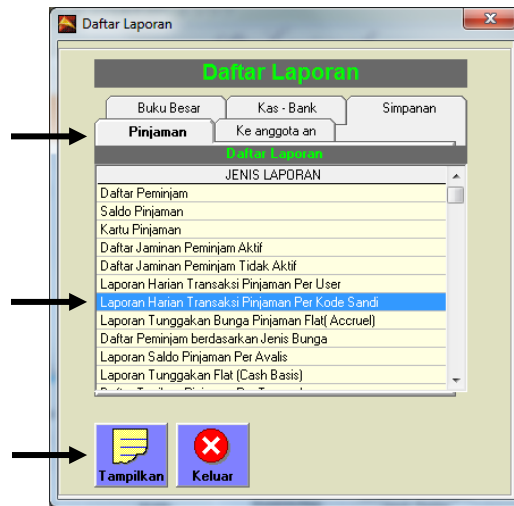 Daftar Laporan
Daftar Laporan
Buku Besar Kas - Bank Simpanan
Pinjaman Ke anggota an
Daftar Laporan
JENIS LAPORAN
Daftar Peminjam
Saldo Pinjaman
Kartu Pinjaman
Daftar Jaminan Peminjam Aktif
Daftar Jaminan Peminjam Tidak Aktif
Laporan Harian Transaksi Pinjaman Per User
Laporan Harian Transaksi Pinjaman Per Kode Sandi
Laporan Tunggakan Bunga Pinjaman Flat( Accruel)
Daftar Peminjam berdasarkan Jenis Bunga
Laporan Saldo Pinjaman Per Avalis
Laporan Tunggakan Flat (Cash Basis)
Tampilkan Keluar